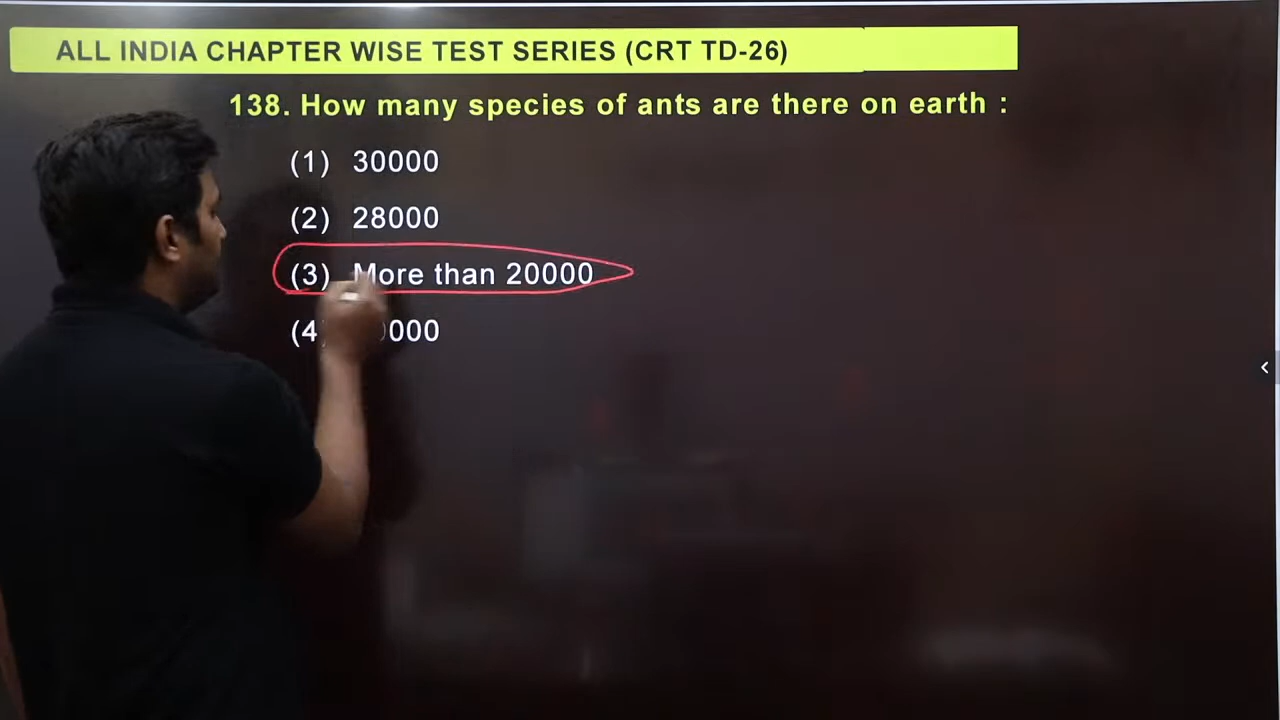 ALL INDIA CHAPTER WISE TEST SERIES (CRT TD-26)
138. How many species of ants are there on earth :
(1) 30000
(2) 28000
(3) More than 20000
(4